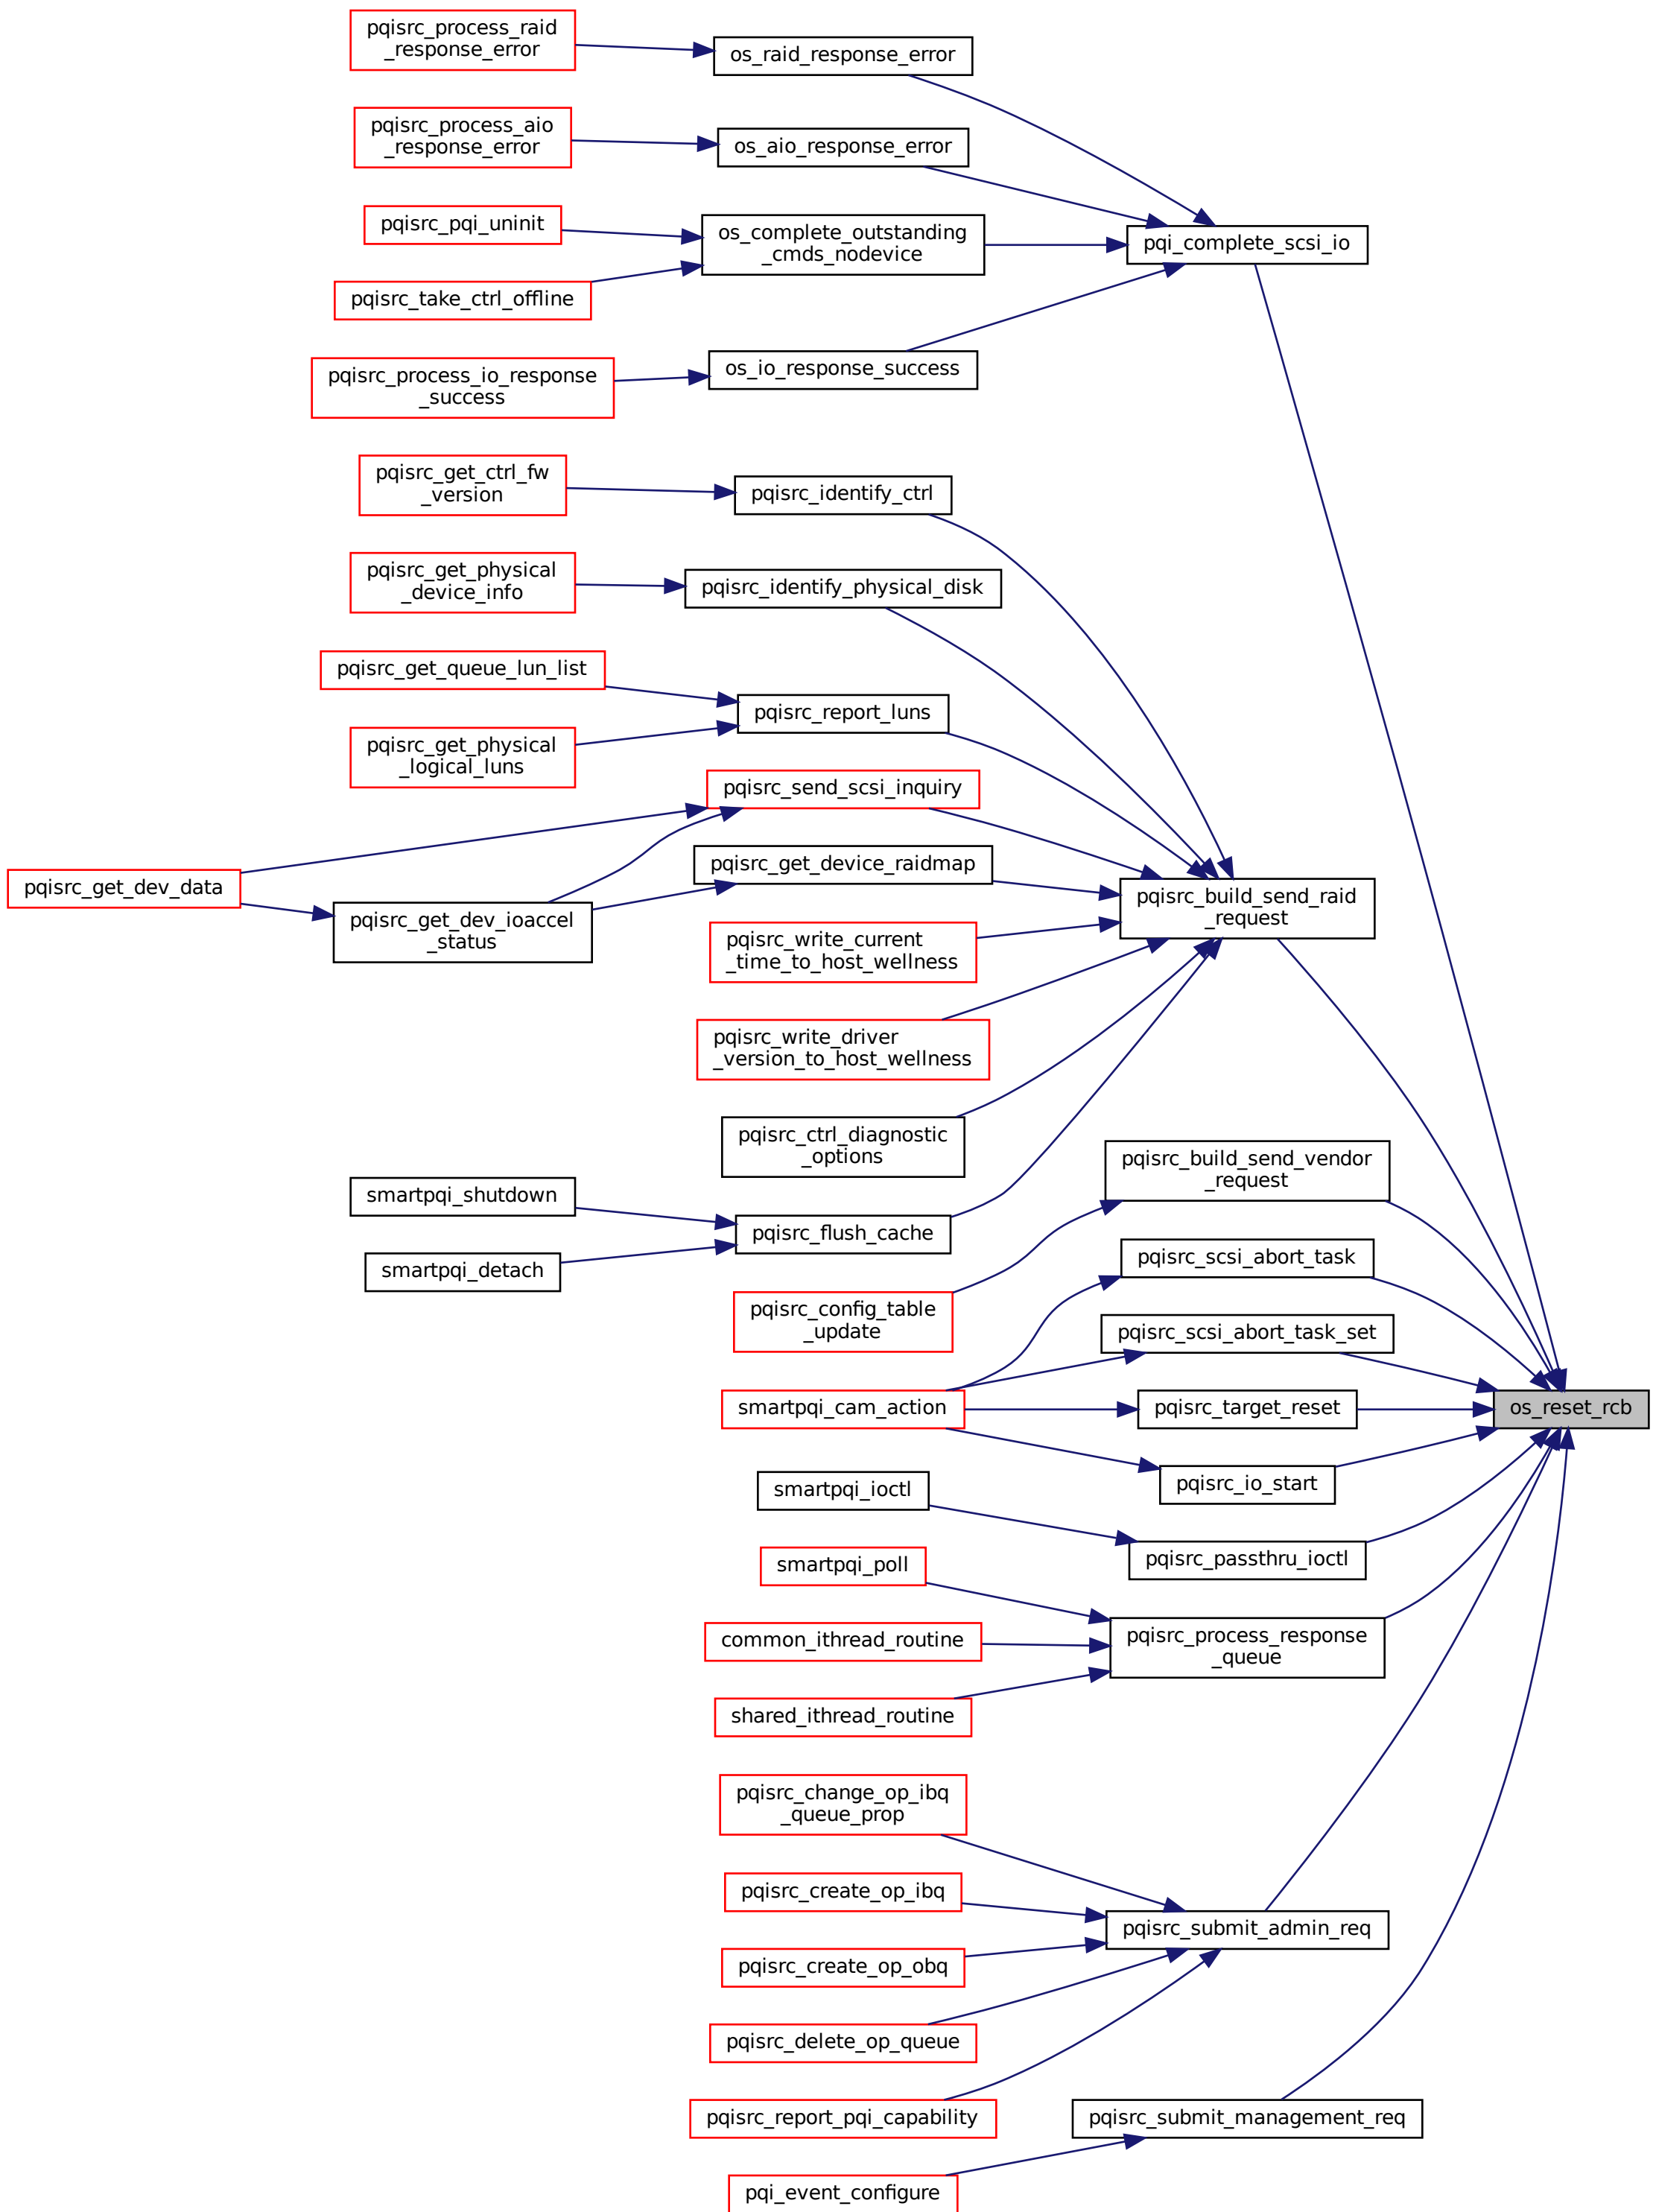 pqisrc_process_raid
_response_error
os_raid_response_error
pqisrc_process_aio
_response_error
os_aio_response_error
pqisrc_pqi_uninit
os_complete_outstanding
_cmds_nodevice
pqi_complete_scsi_io
pqisrc_take_ctrl_offline
pqisrc_process_io_response
_success
os_io_response_success
pqisrc_get_ctrl_fw
_version
pqisrc_identify_ctrl
pqisrc_get_physical
_device_info
pqisrc_identify_physical_disk
pqisrc_get_queue_lun_list
pqisrc_report_luns
pqisrc_get_physical
_logical_luns
pqisrc_send_scsi_inquiry
pqisrc_get_device_raidmap
pqisrc_get_dev_data
pqisrc_get_dev_ioaccel
_status
pqisrc_build_send_raid
_request
pqisrc_write_current
_time_to_host_wellness
pqisrc_write_driver
_version_to_host_wellness
pqisrc_ctrl_diagnostic
_options
pqisrc_build_send_vendor
_request
smartpqi_shutdown
pqisrc_flush_cache
smartpqi_detach
pqisrc_scsi_abort_task
pqisrc_config_table
_update
pqisrc_scsi_abort_task_set
smartpqi_cam_action
pqisrc_target_reset
os_reset_rcb
pqisrc_io_start
smartpqi_ioctl
pqisrc_passthru_ioctl
smartpqi_poll
common_ithread_routine
pqisrc_process_response
_queue
shared_ithread_routine
pqisrc_change_op_ibq
_queue_prop
pqisrc_create_op_ibq
pqisrc_submit_admin_req
pqisrc_create_op_obq
pqisrc_delete_op_queue
pqisrc_report_pqi_capability
pqisrc_submit_management_req
pqi_event_configure